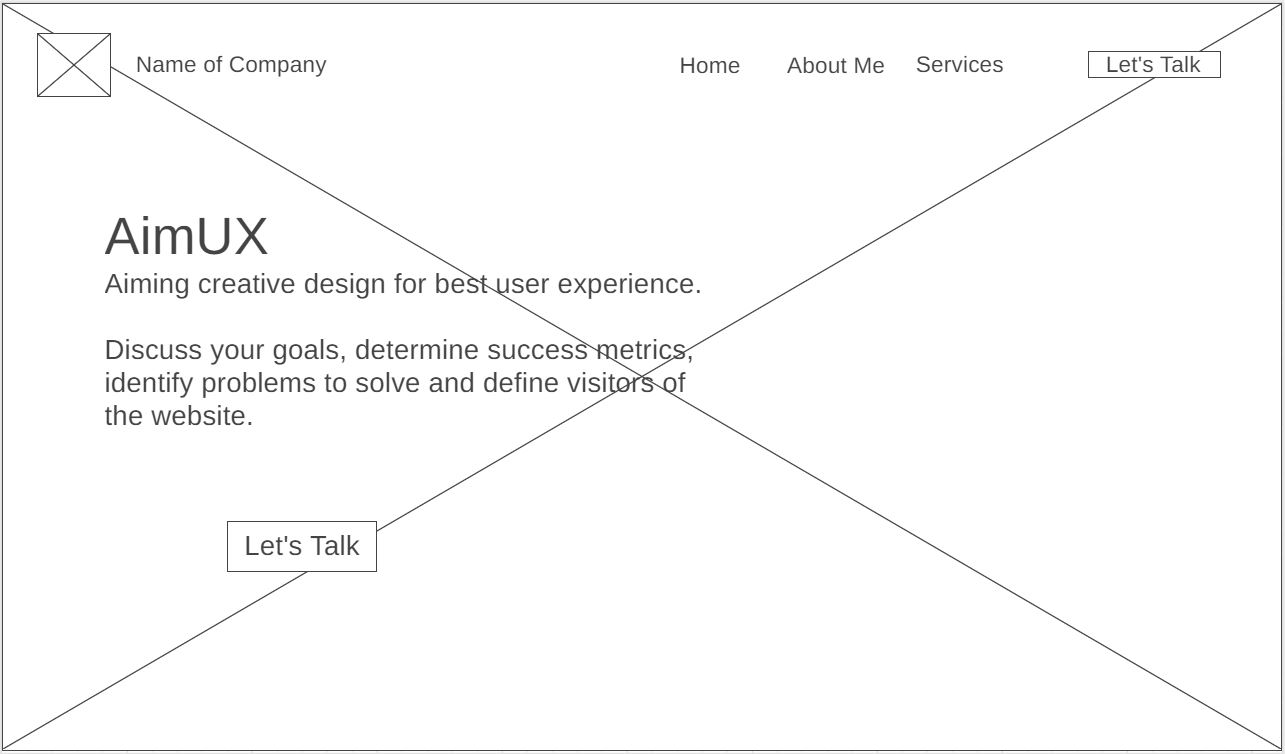 Name of Company
Home
About Me
Services
Let's Talk
AimUX
Aiming creative design for best user experience.
Discuss your goals, determine success metrics,
identify problems to solve and define visitors of
the website.
Let's Talk